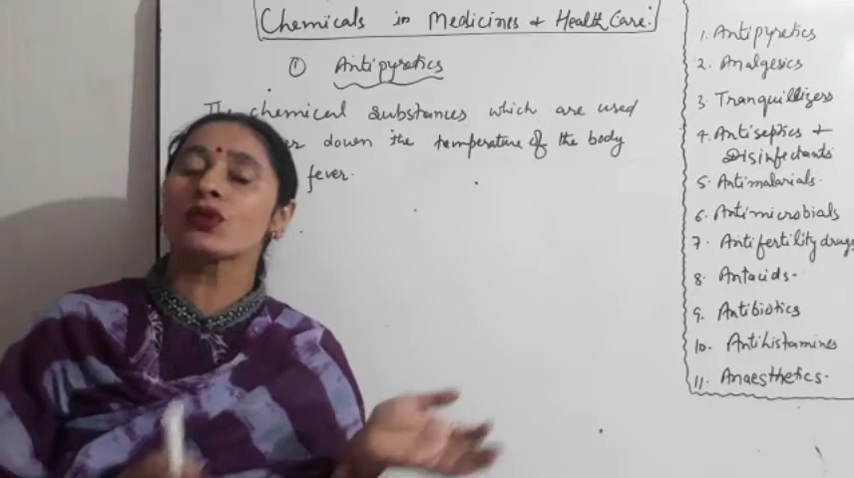 Chemicals in Medicines + HealthCare:
① Antipyretics
The chemical substances which are used
er down the temperature of the body
fever.
1. Antipyretics
2. Analgesics
3. Tranquillizers
4. Antiseptics +
Disinfectants
5. Antimalarials.
6. Antimicrobials
7. Antifertility drugs
8. Antacids.
9. Antibiotics
10. Antihistamines
11. Anaesthetics.